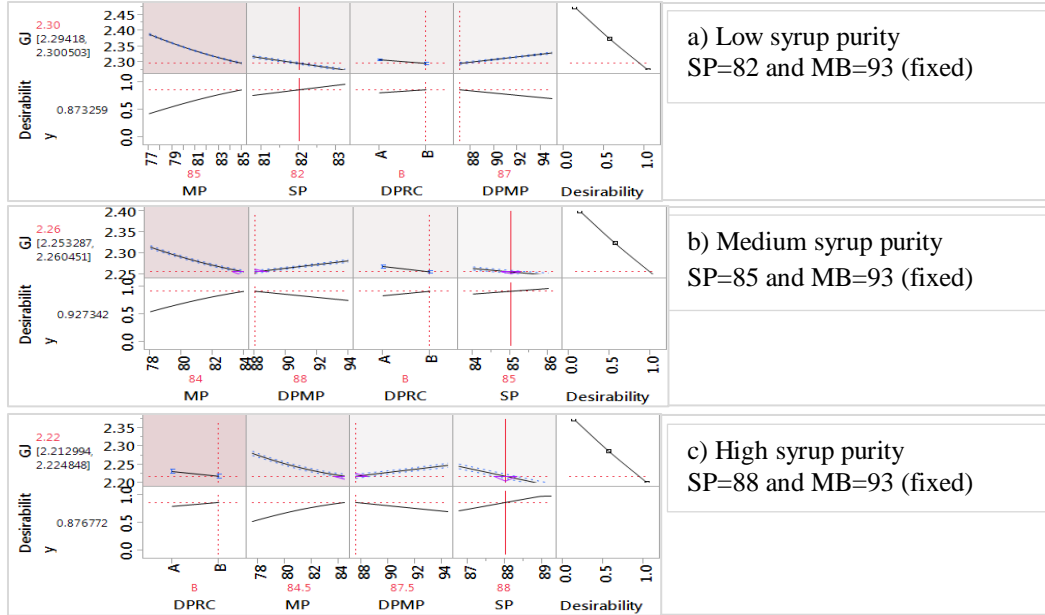 GJ
2.30
[2.29418,
2.300503]
2.45
2.40
2.35
2.30
Desirabilit
y
0.873259
1.0
0.5
0.0
77 79 81 83 85
81 82 83
A B
88 90 92 94
0.0 0.5 1.0
85 82 B 87
MP SP DPRC DPMP Desirability
a) Low syrup purity
SP=82 and MB=93 (fixed)
GJ
2.26
[2.253287,
2.260451]
2.40
2.35
2.30
2.25
Desirabilit
y
0.927342
1.0
0.5
0.0
78 80 82 84
88 90 92 94
A B
84 85 86
0.0 0.5 1.0
84 88 B 85
MP DPMP DPRC SP Desirability
b) Medium syrup purity
SP=85 and MB=93 (fixed)
GJ
2.22
[2.212994,
2.224848]
2.35
2.30
2.25
2.20
Desirabilit
y
0.876772
1.0
0.5
0.0
A B
78 80 82 84
88 90 92 94
87 88 89
0.0 0.5 1.0
B 84.5 87.5 88
DPRC MP DPMP SP Desirability
c) High syrup purity
SP=88 and MB=93 (fixed)